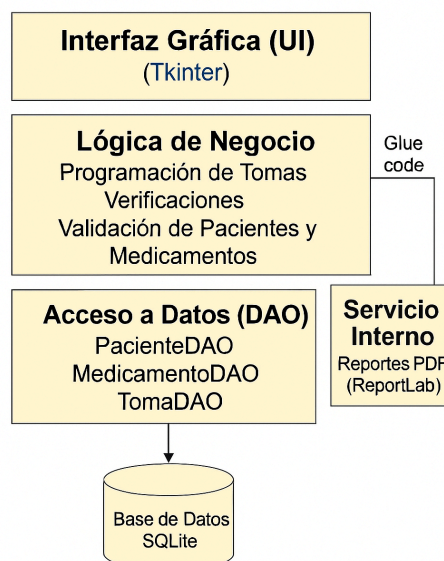 Interfaz Gráfica (UI)
(Tkinter)
Lógica de Negocio
Programación de Tomas
Verificaciones
Validación de Pacientes y
Medicamentos
Glue
code
Acceso a Datos (DAO)
PacienteDAO
MedicamentoDAO
TomaDAO
Servicio
Interno
Reportes PDF
(ReportLab)
Base de Datos
SQLite